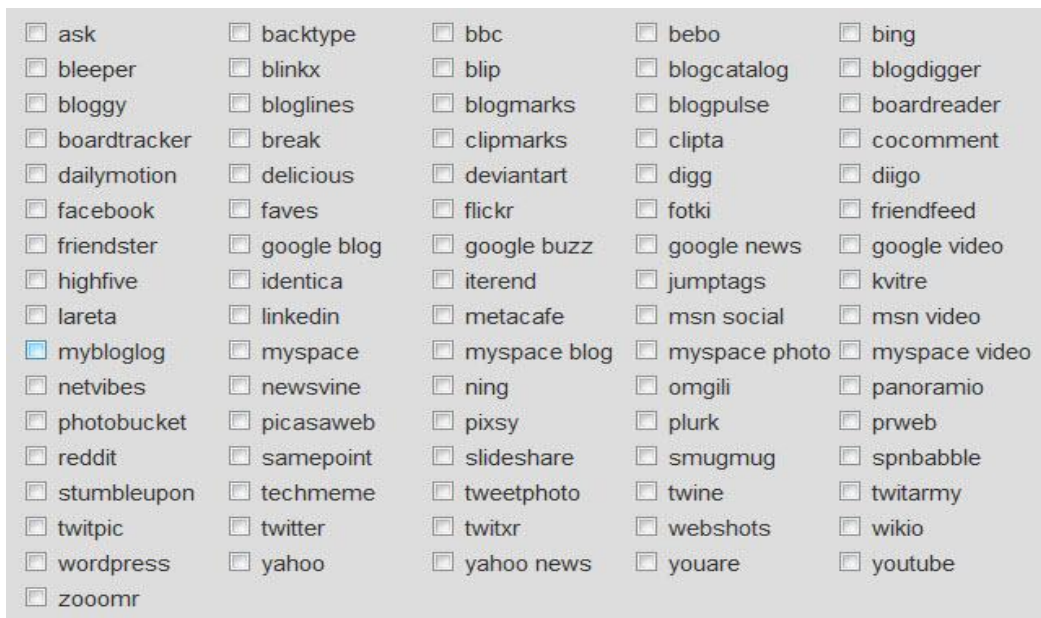 ask backtype bbc bebo bing
bleeper blinkx blip blogcatalog blogdigger
bloggy bloglines blogmarks blogpulse boardreader
boardtracker break clipmarks clipta cocomment
dailymotion delicious deviantart digg diigo
facebook faves flickr fotki friendfeed
friendster google blog google buzz google news google video
highfive identica iterend jumptags kvitre
lareta linkedin metacafe msn social msn video
mybloglog myspace myspace blog myspace photo myspace video
netvibes newsvine ning omgili panoramio
photobucket picasaweb pixsy plurk prweb
reddit samepoint slideshare smugmug spnbabble
stumbleupon techmeme tweetphoto twine twitarmy
twitpic twitter twitxr webshots wikio
wordpress yahoo yahoo news youare youtube
zooomr